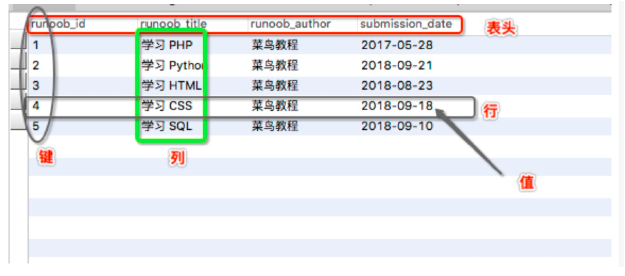 runoob_id runoob_title runoob_author submission_date 表头
1 学习 PHP 菜鸟教程 2017-05-28
2 学习 Python 菜鸟教程 2018-09-21
3 学习 HTML 菜鸟教程 2018-08-23
4 学习 CSS 菜鸟教程 2018-09-18 行
5 学习 SQL 菜鸟教程 2018-09-10
键 列 值